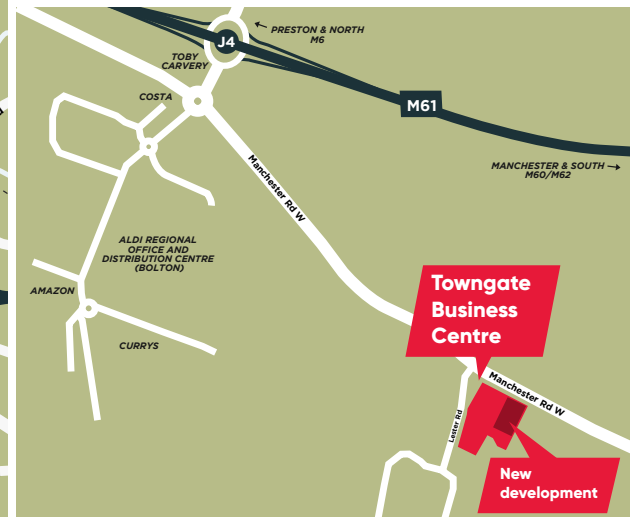 PRESTON & NORTH
M6
J4
TOBY
CARVERY
COSTA
M61
MANCHESTER & SOUTH
M60/M62
Manchester Rd W
ALDI REGIONAL
OFFICE AND
DISTRIBUTION CENTRE
(BOLTON)
AMAZON
CURRYS
Towngate
Business
Centre
Manchester Rd W
Lester Rd
New
development